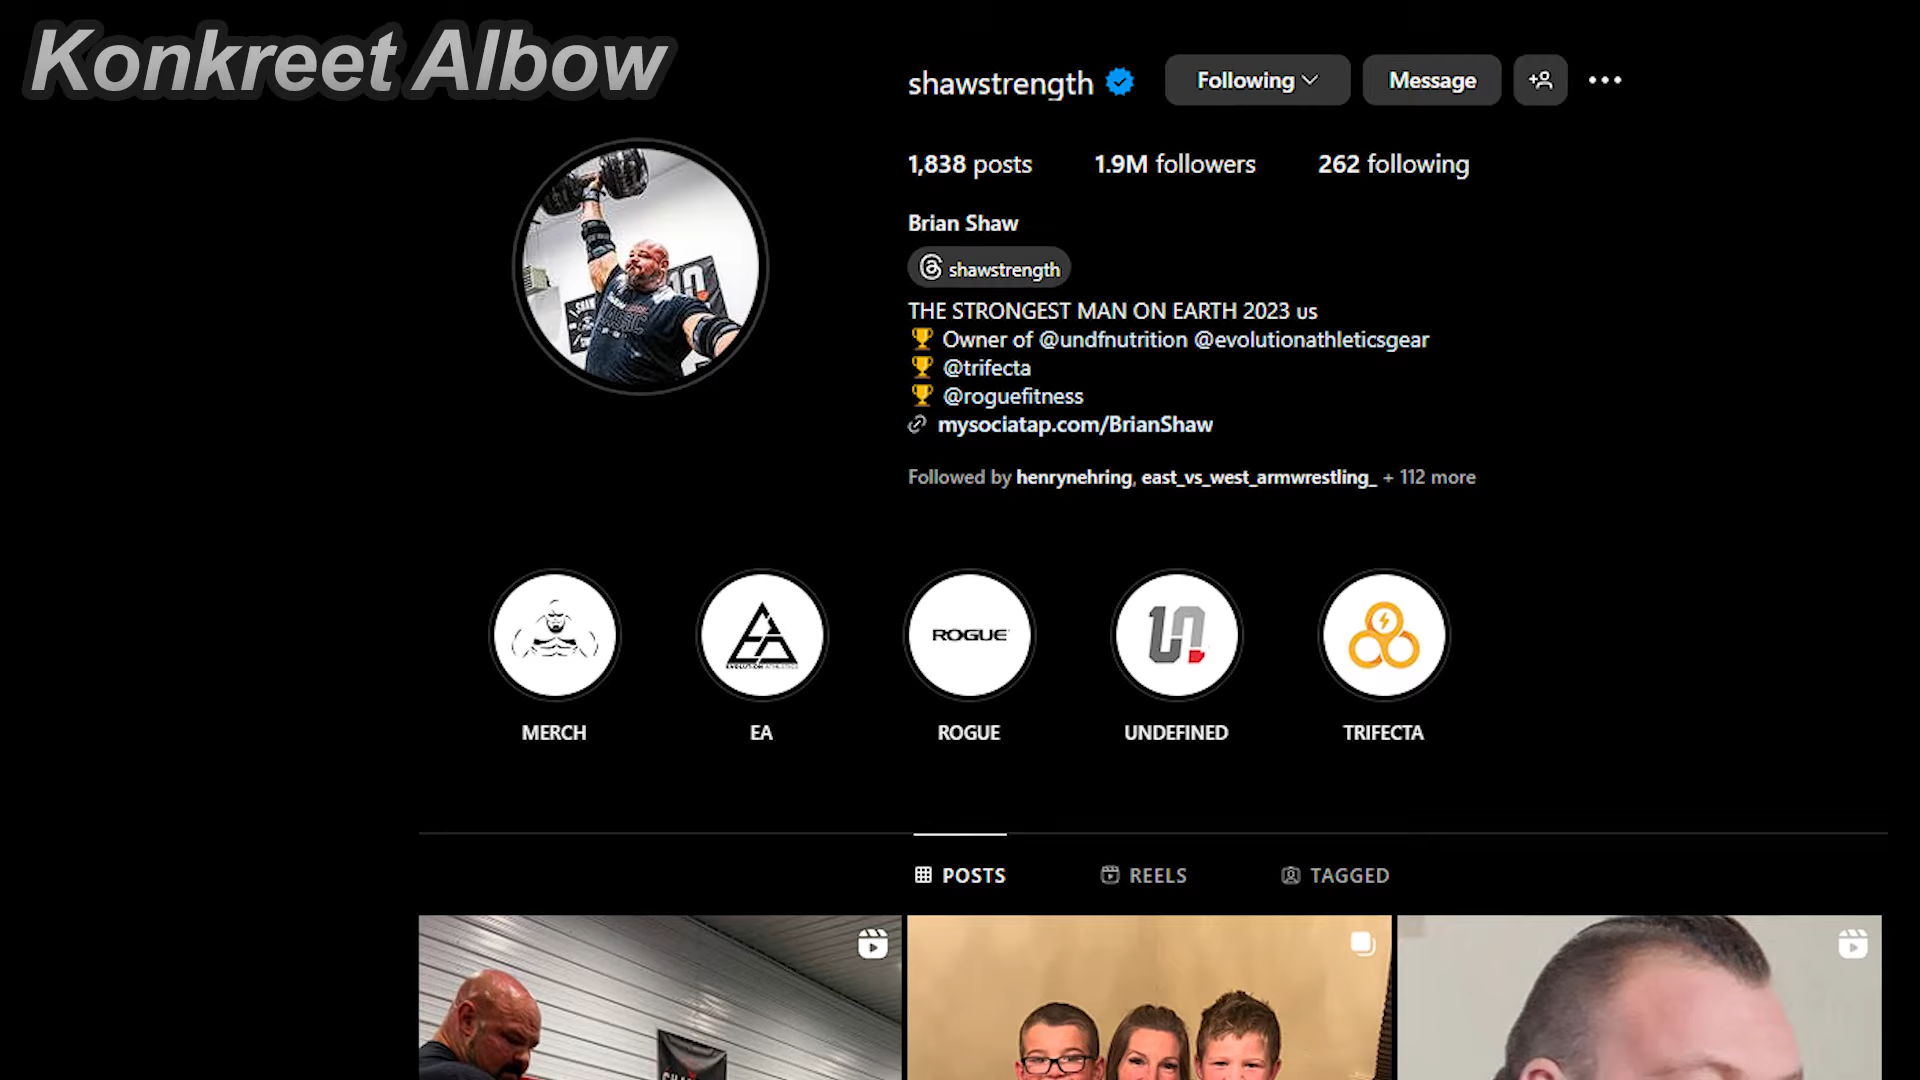 Konkreet Albow
shawstrength
Following
Message
1,838 posts
1.9M followers
262 following
Brian Shaw
shawstrength
THE STRONGEST MAN ON EARTH 2023 us
🏆 Owner of @undfnutrition @evolutionathleticsgear
🏆 @trifecta
🏆 @roguefitness
mysociatap.com/BrianShaw
Followed by henrynehring, east_vs_west_armwrestling_ + 112 more
EVOLUTION ATHLETICS
ROGUE
MERCH
EA
ROGUE
UNDEFINED
TRIFECTA
POSTS
REELS
TAGGED